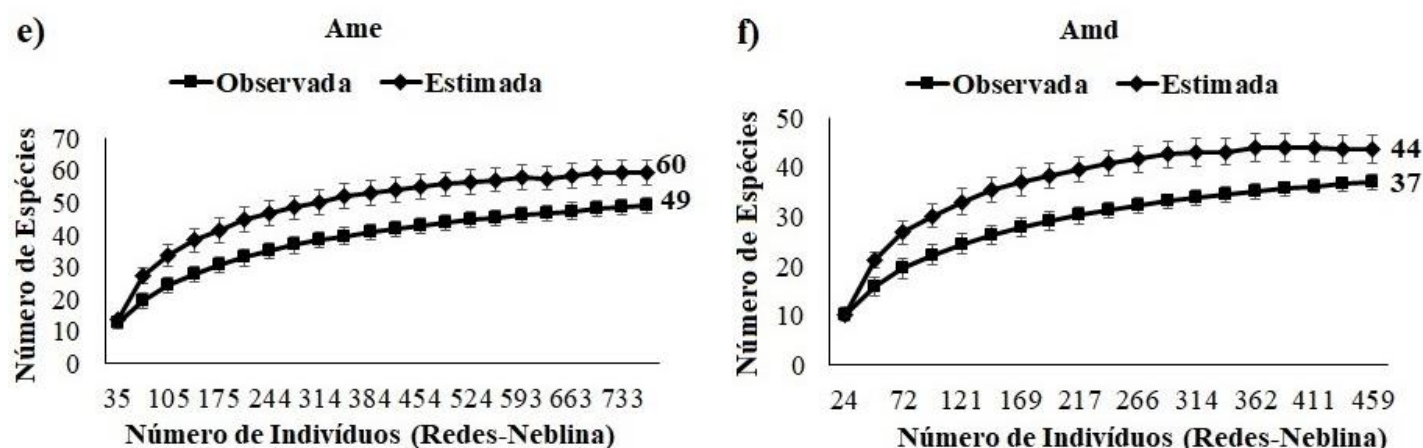 e)
Ame
Observada Estimada
Número de Espécies
70
60
50
40
30
20
10
0
60
49
35 105 175 244 314 384 454 524 593 663 733
Número de Indivíduos (Redes-Neblina)
f)
Amd
Observada Estimada
Número de Espécies
50
40
30
20
10
0
44
37
24 72 121 169 217 266 314 362 411 459
Número de Indivíduos (Redes-Neblina)